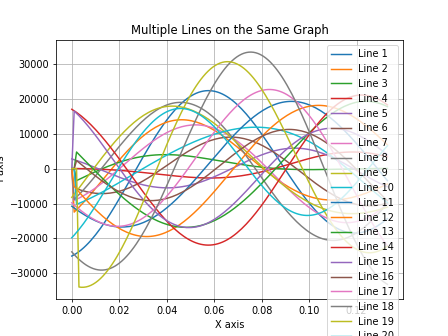 Multiple Lines on the Same Graph
30000
20000
10000
0
−10000
−20000
−30000
0.00
0.02
0.04
0.06
0.08
0.10
X axis
Line 1
Line 2
Line 3
Line 4
Line 5
Line 6
Line 7
Line 8
Line 9
Line 10
Line 11
Line 12
Line 13
Line 14
Line 15
Line 16
Line 17
Line 18
Line 19
Line 20